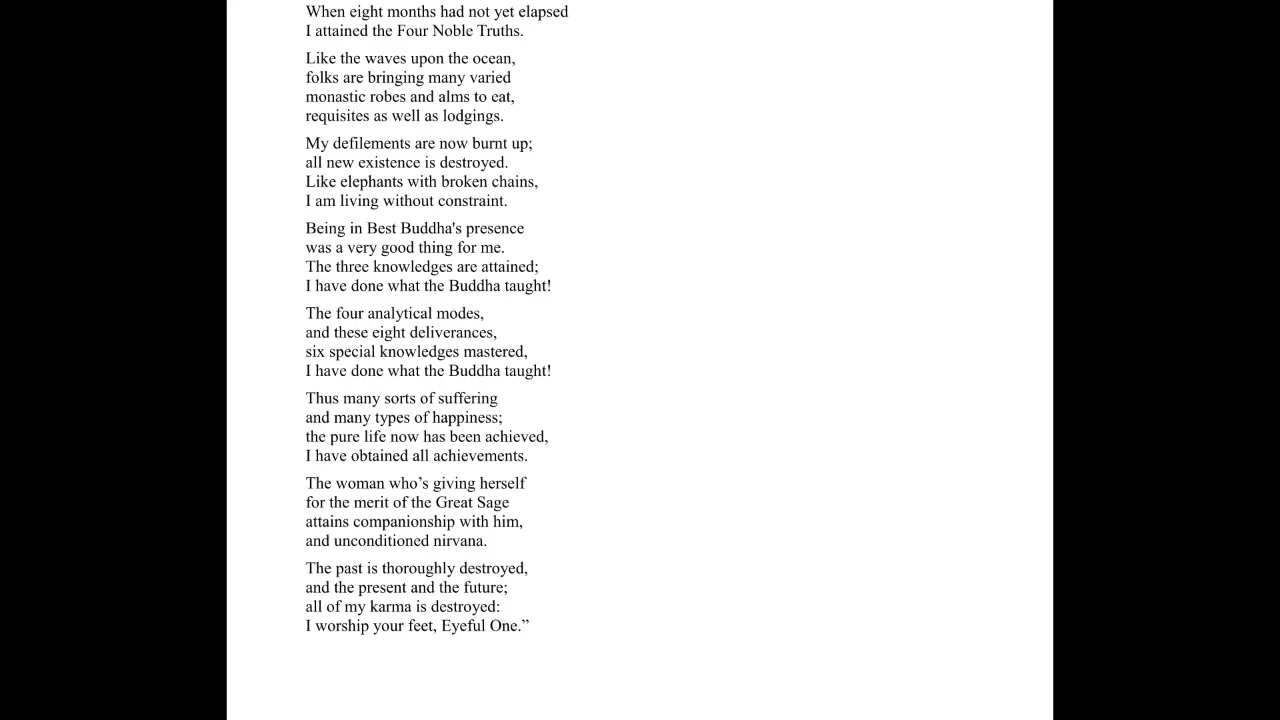 When eight months had not yet elapsed
I attained the Four Noble Truths.
Like the waves upon the ocean,
folks are bringing many varied
monastic robes and alms to eat,
requisites as well as lodgings.
My defilements are now burnt up;
all new existence is destroyed.
Like elephants with broken chains,
I am living without constraint.
Being in Best Buddha's presence
was a very good thing for me.
The three knowledges are attained;
I have done what the Buddha taught!
The four analytical modes,
and these eight deliverances,
six special knowledges mastered,
I have done what the Buddha taught!
Thus many sorts of suffering
and many types of happiness;
the pure life now has been achieved,
I have obtained all achievements.
The woman who’s giving herself
for the merit of the Great Sage
attains companionship with him,
and unconditioned nirvana.
The past is thoroughly destroyed,
and the present and the future;
all of my karma is destroyed:
I worship your feet, Eyeful One.”